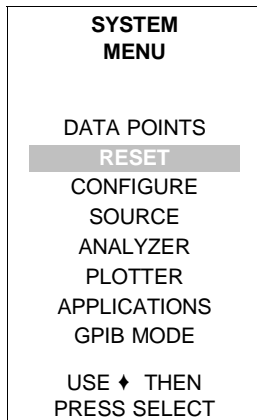 SYSTEM
MENU
DATA POINTS
RESET
CONFIGURE
SOURCE
ANALYZER
PLOTTER
APPLICATIONS
GPIB MODE
USE ♦ THEN
PRESS SELECT